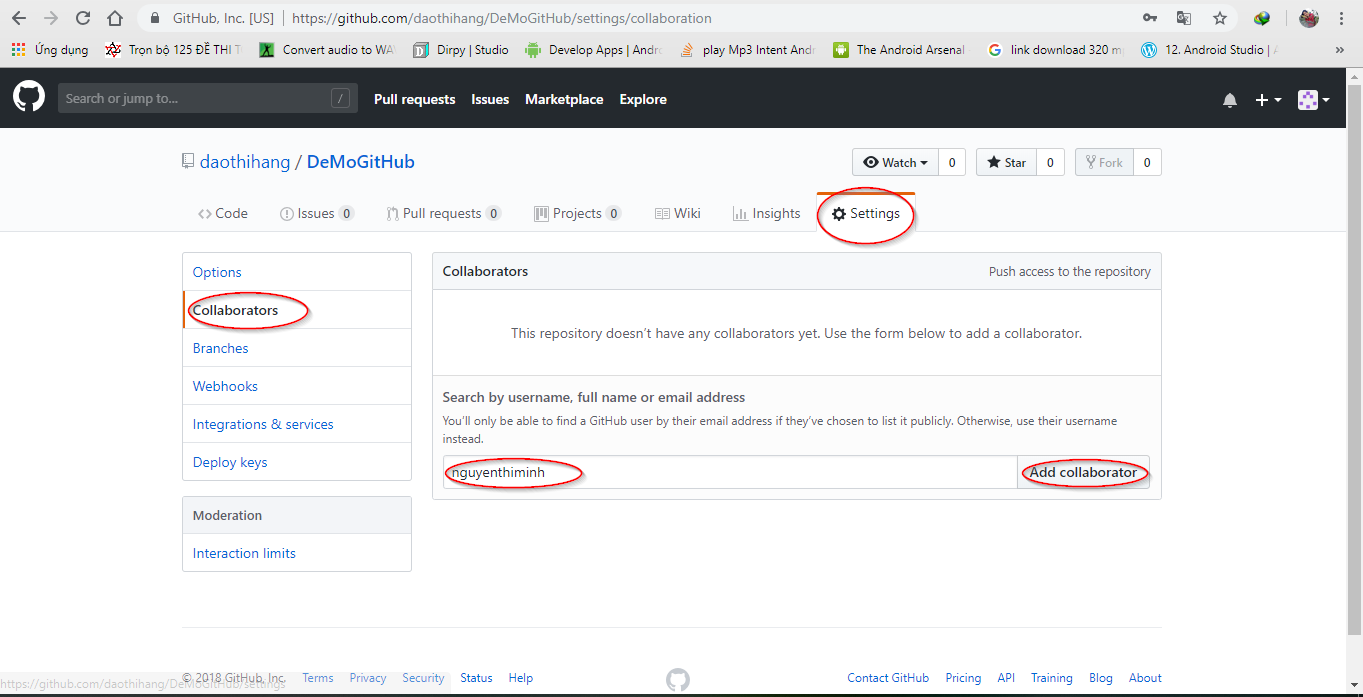 GitHub, Inc. [US] | https://github.com/daothihang/DeMoGitHub/settings/collaboration
Ứng dụng Trọn bộ 125 ĐỀ THI T Convert audio to WA Dirpy | Studio Develop Apps | Andr play Mp3 Intent And The Android Arsenal link download 320 m 12. Android Studio | »
Search or jump to... / Pull requests Issues Marketplace Explore
daothihang / DeMoGitHub Watch 0 Star 0 Fork 0
Code Issues 0 Pull requests 0 Projects 0 Wiki Insights Settings
Options
Collaborators
Branches
Webhooks
Integrations & services
Deploy keys
Moderation
Interaction limits
Collaborators Push access to the repository
This repository doesn't have any collaborators yet. Use the form below to add a collaborator.
Search by username, full name or email address
You'll only be able to find a GitHub user by their email address if they've chosen to list it publicly. Otherwise, use their username
instead.
nguyenthiminh Add collaborator
© 2018 GitHub, Inc. Terms Privacy Security Status Help Contact GitHub Pricing API Training Blog About
https://github.com/daothihang/DeMoGitHub/settings